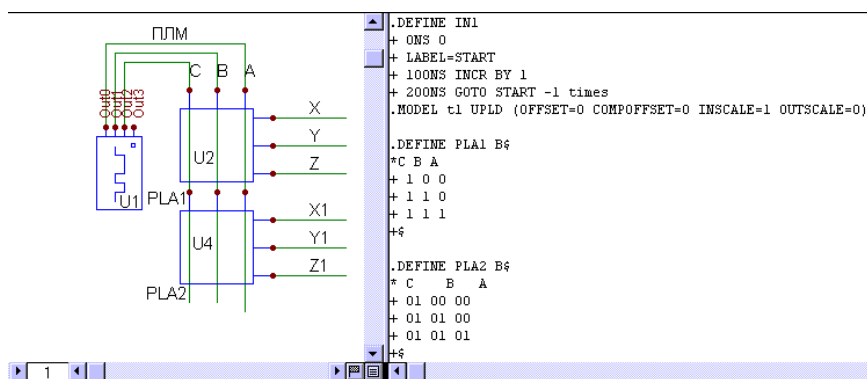 ПЛМ
C B A
Out0
Out1
Out2
Out3
X
Y
U2
Z
U1
PLA1
X1
U4
Y1
Z1
PLA2
1
.DEFINE IN1
+ 0NS 0
+ LABEL=START
+ 100NS INCR BY 1
+ 200NS GOTO START -1 times
.MODEL t1 UPLD (OFFSET=0 COMPOFFSET=0 INSCALE=1 OUTSCALE=0)
.DEFINE PLA1 B$
*C B A
+ 1 0 0
+ 1 1 0
+ 1 1 1
+$
.DEFINE PLA2 B$
* C B A
+ 01 00 00
+ 01 01 00
+ 01 01 01
+$